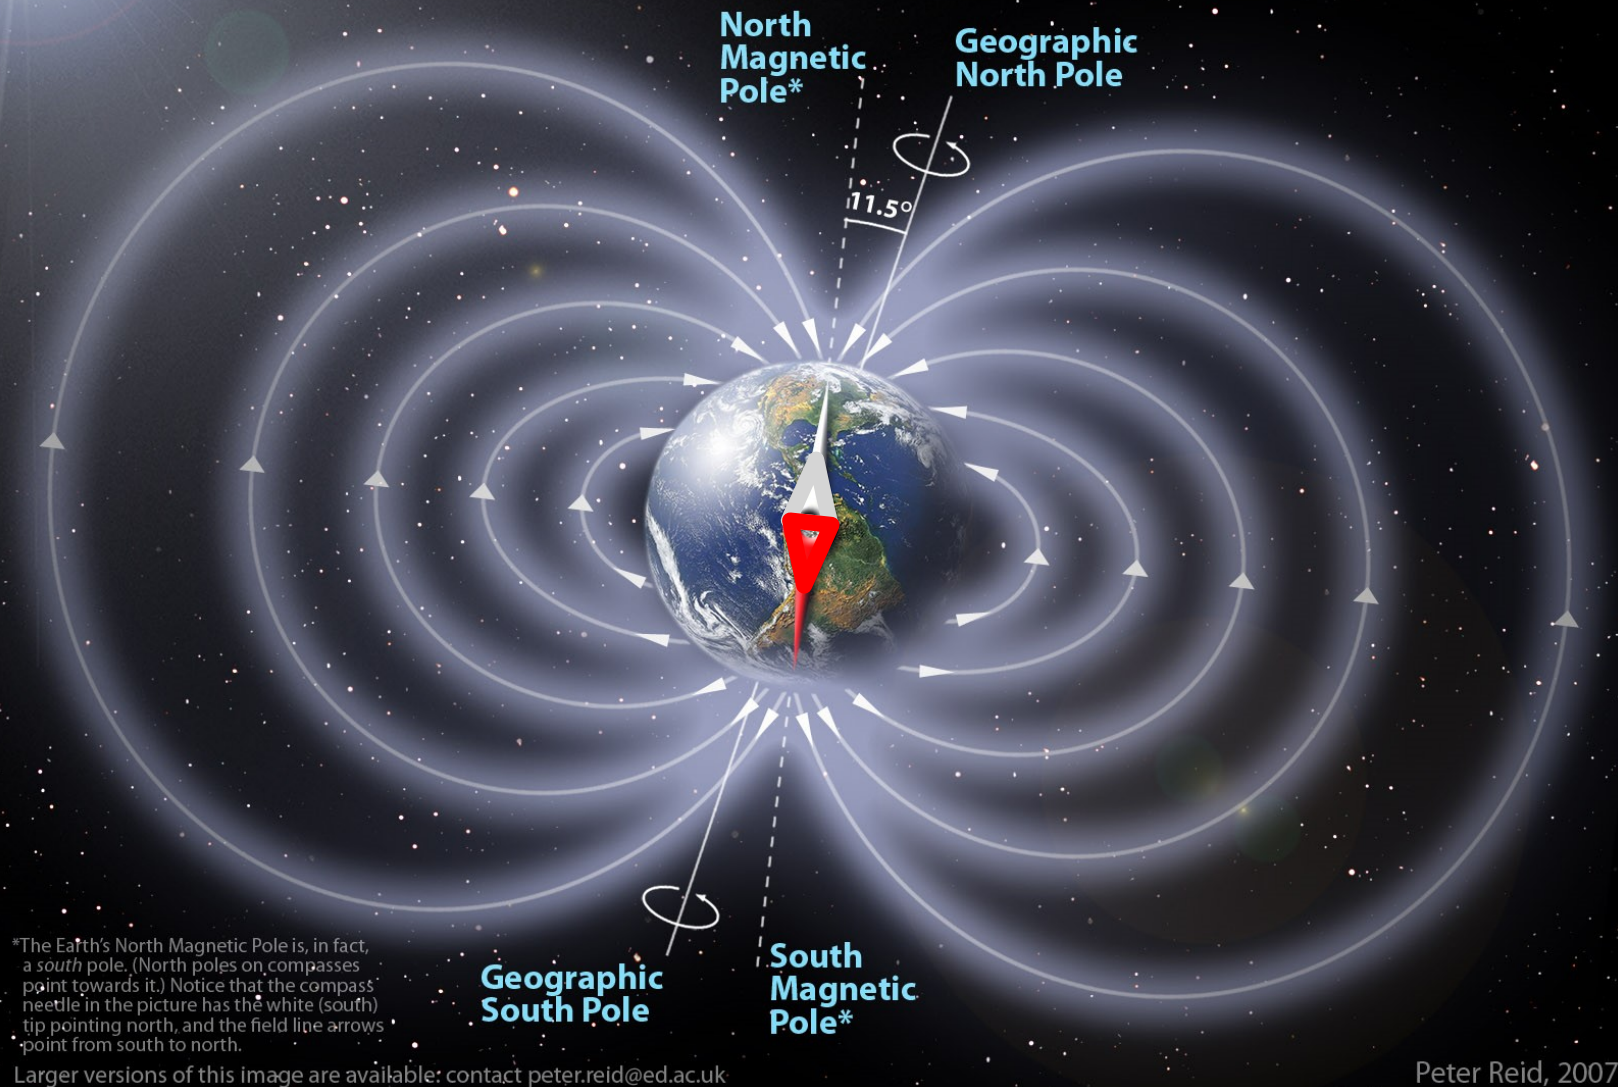 North
Magnetic
Pole*
Geographic
North Pole
11.5°
Geographic
South Pole
South
Magnetic
Pole*
*The Earth's North Magnetic Pole is, in fact,
a south pole. (North poles on compasses
point towards it.) Notice that the compass
needle in the picture has the white (south)
tip pointing north, and the field line arrows
point from south to north.
Larger versions of this image are available: contact peter.reid@ed.ac.uk
Peter Reid, 2007